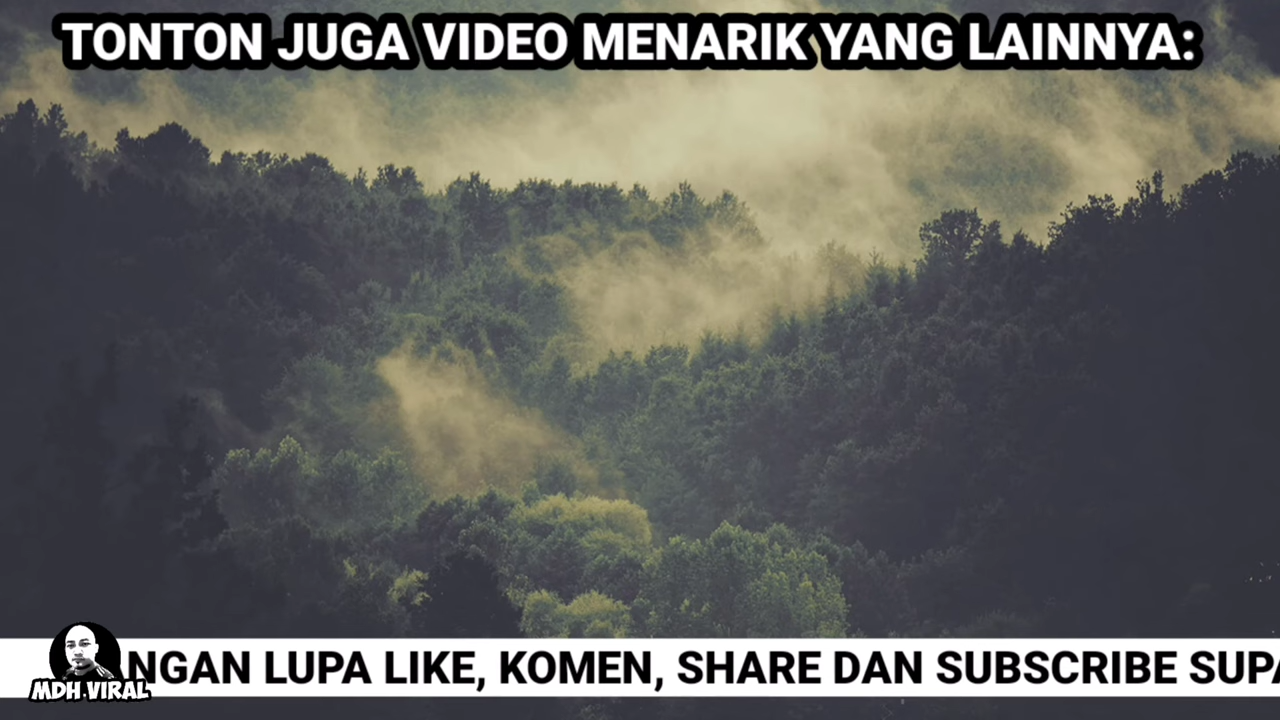 TONTON JUGA VIDEO MENARIK YANG LAINNYA:
NGAN LUPA LIKE, KOMEN, SHARE DAN SUBSCRIBE SUPA
MDH VIRAL